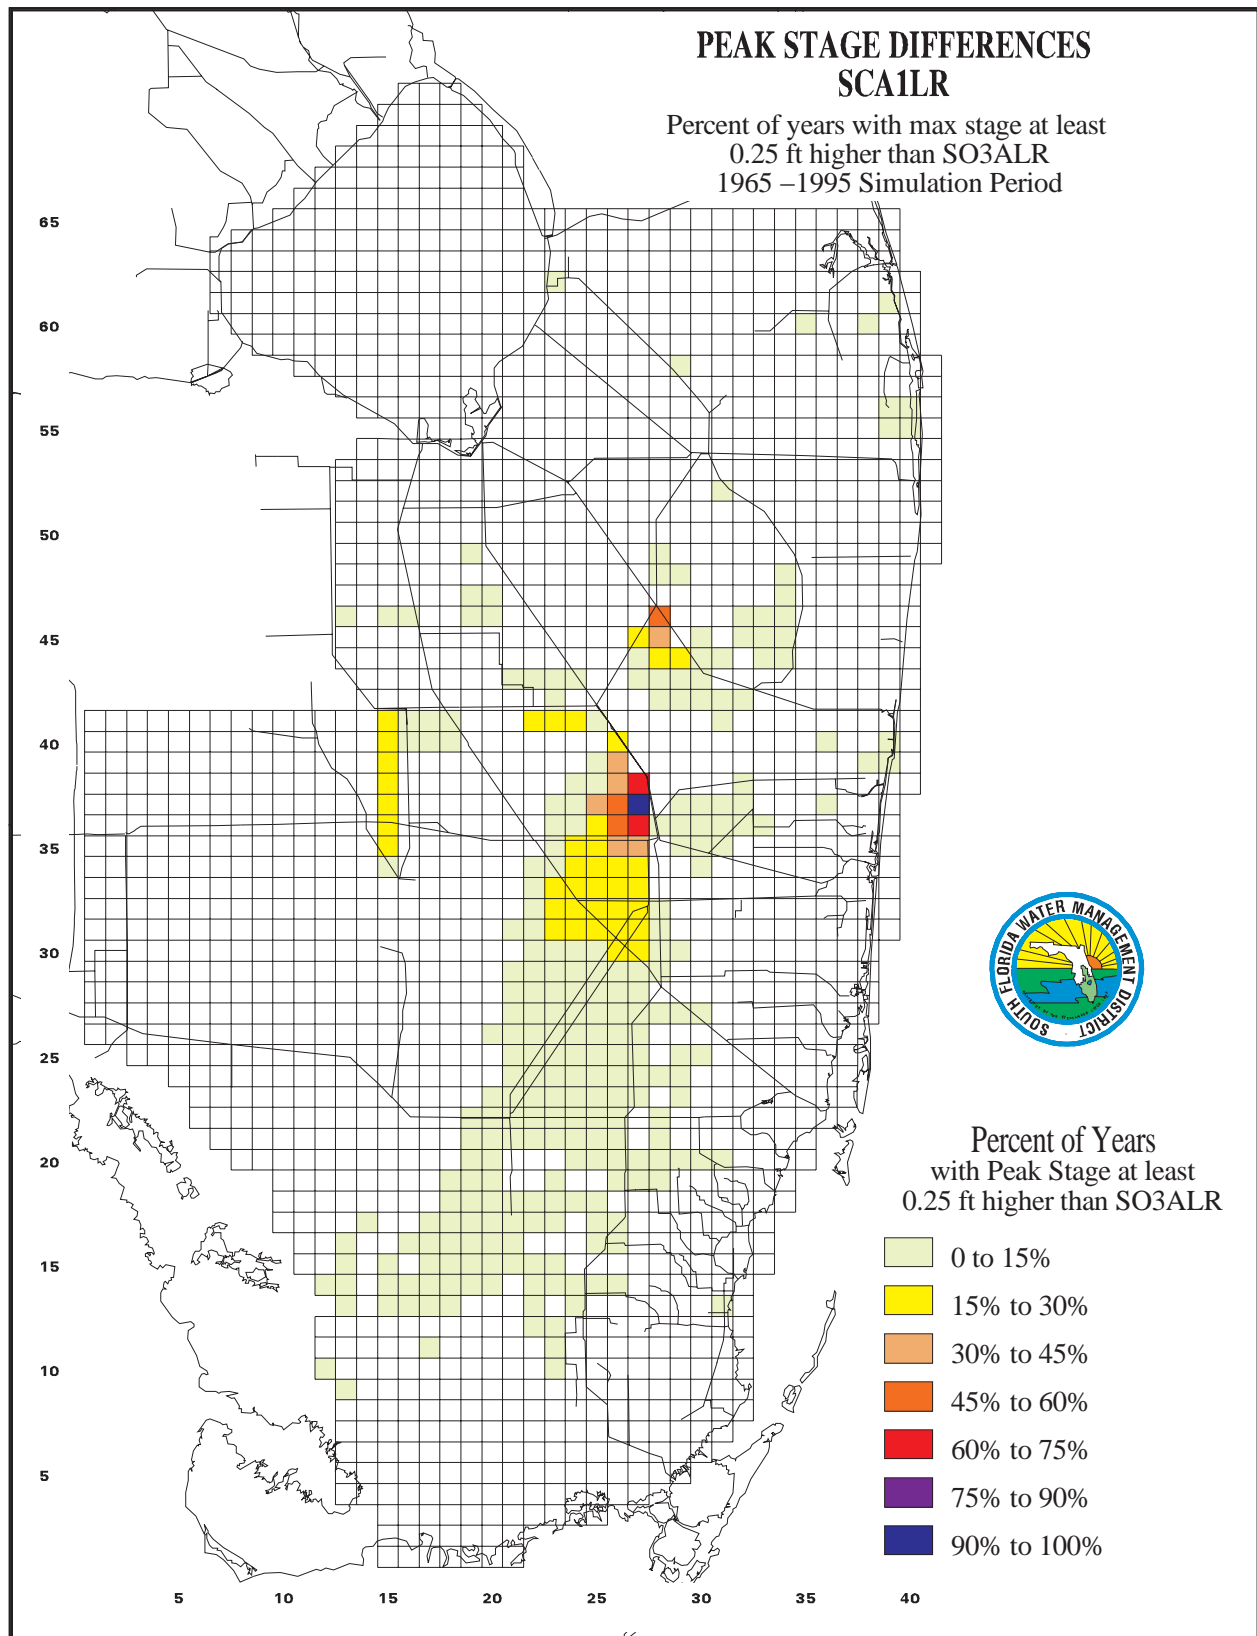 PEAK STAGE DIFFERENCES
SCA1LR
Percent of years with max stage at least
0.25 ft higher than SO3ALR
1965 –1995 Simulation Period
65
60
55
50
45
40
35
30
25
20
15
10
5
SOUTH FLORIDA WATER MANAGEMENT DISTRICT
Percent of Years
with Peak Stage at least
0.25 ft higher than SO3ALR
0 to 15%
15% to 30%
30% to 45%
45% to 60%
60% to 75%
75% to 90%
90% to 100%
5 10 15 20 25 30 35 40